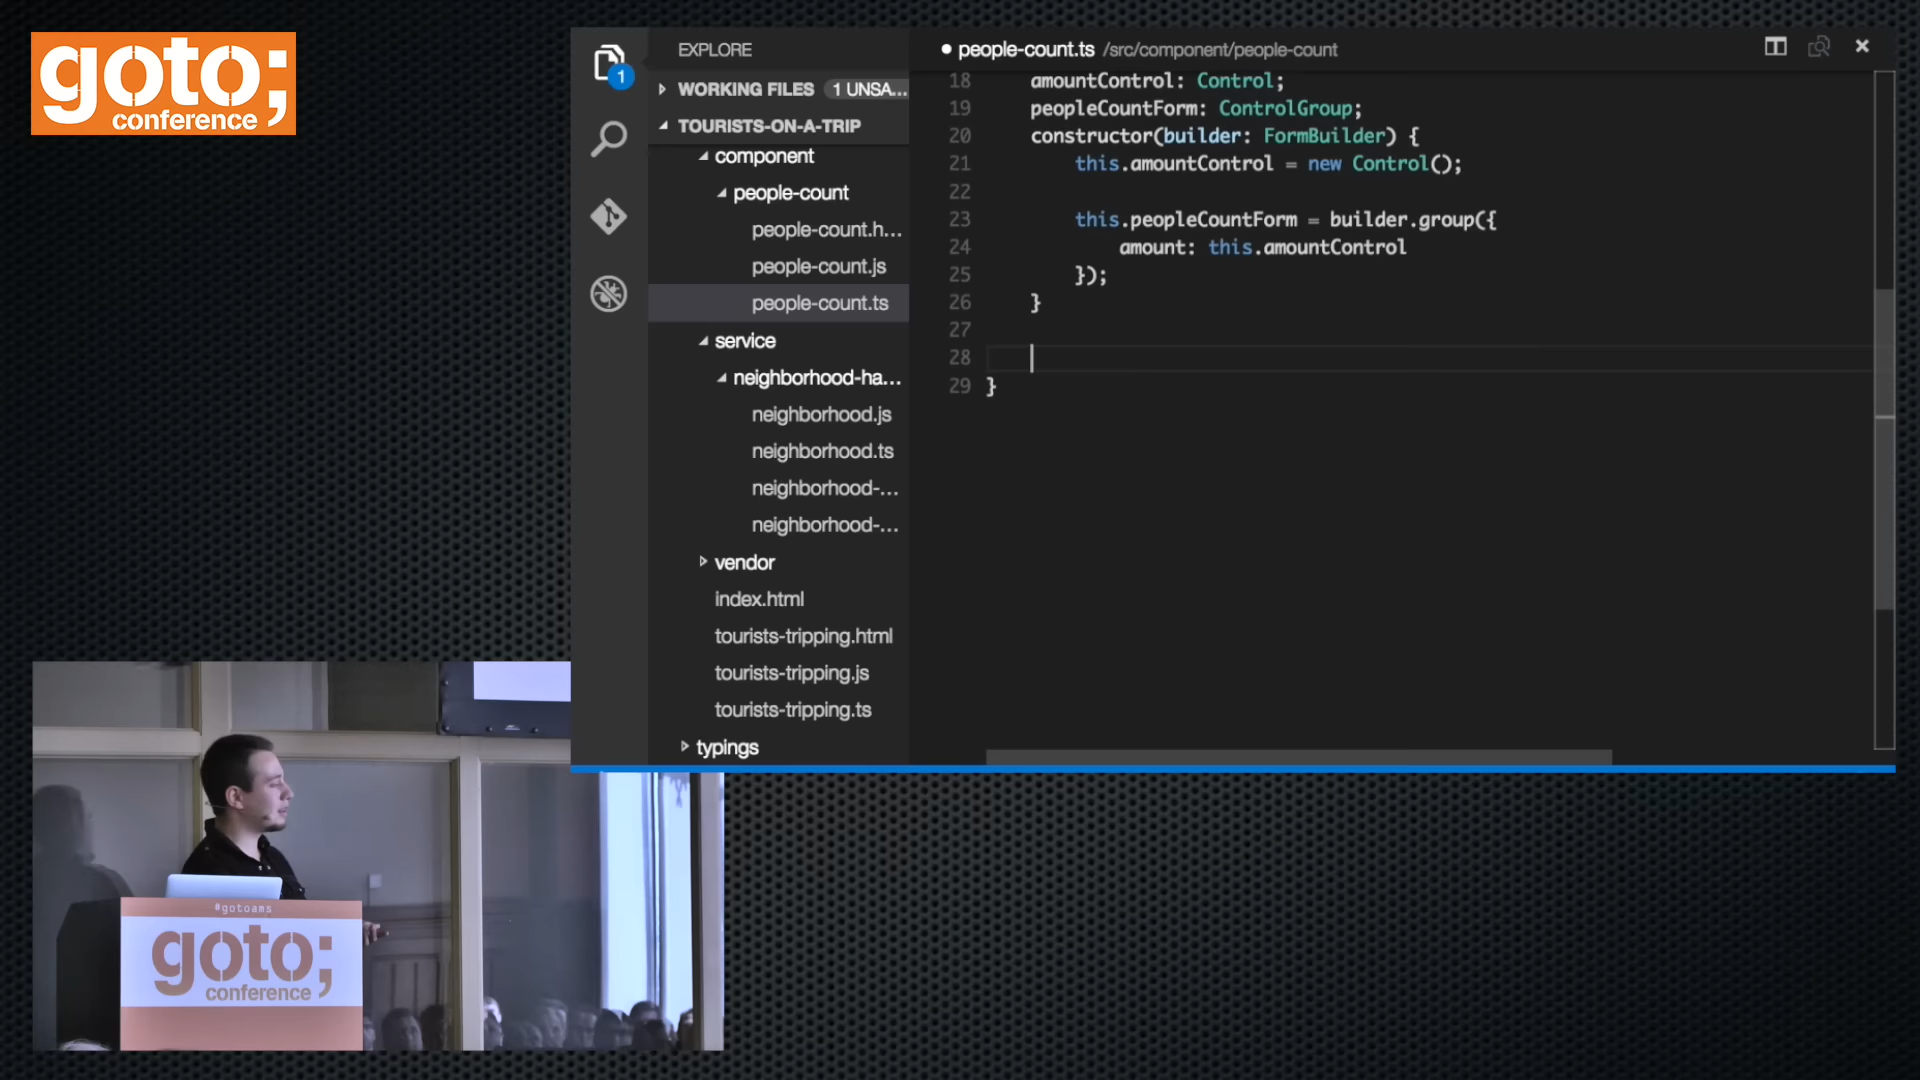 goto;
conference
EXPLORE
WORKING FILES 1 UNSA...
TOURISTS-ON-A-TRIP
component
people-count
people-count.h...
people-count.js
people-count.ts
service
neighborhood-ha...
neighborhood.js
neighborhood.ts
neighborhood-...
neighborhood-...
vendor
index.html
tourists-tripping.html
tourists-tripping.js
tourists-tripping.ts
typings
1
people-count.ts /src/component/people-count
18 amountControl: Control;
19 peopleCountForm: ControlGroup;
20 constructor(builder: FormBuilder) {
21 this.amountControl = new Control();
22
23 this.peopleCountForm = builder.group({
24 amount: this.amountControl
25 });
26 }
27
28
29 }
#gotoams
goto;
conference